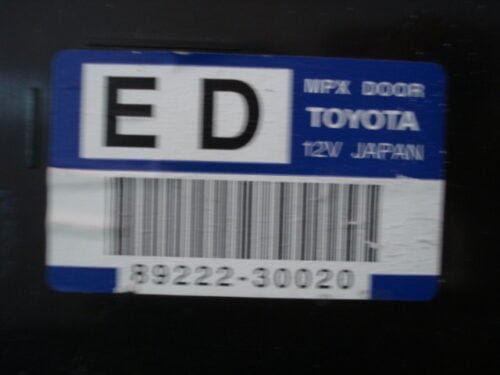 ED
MPX DOOR
TOYOTA
12V JAPAN
89222-30020